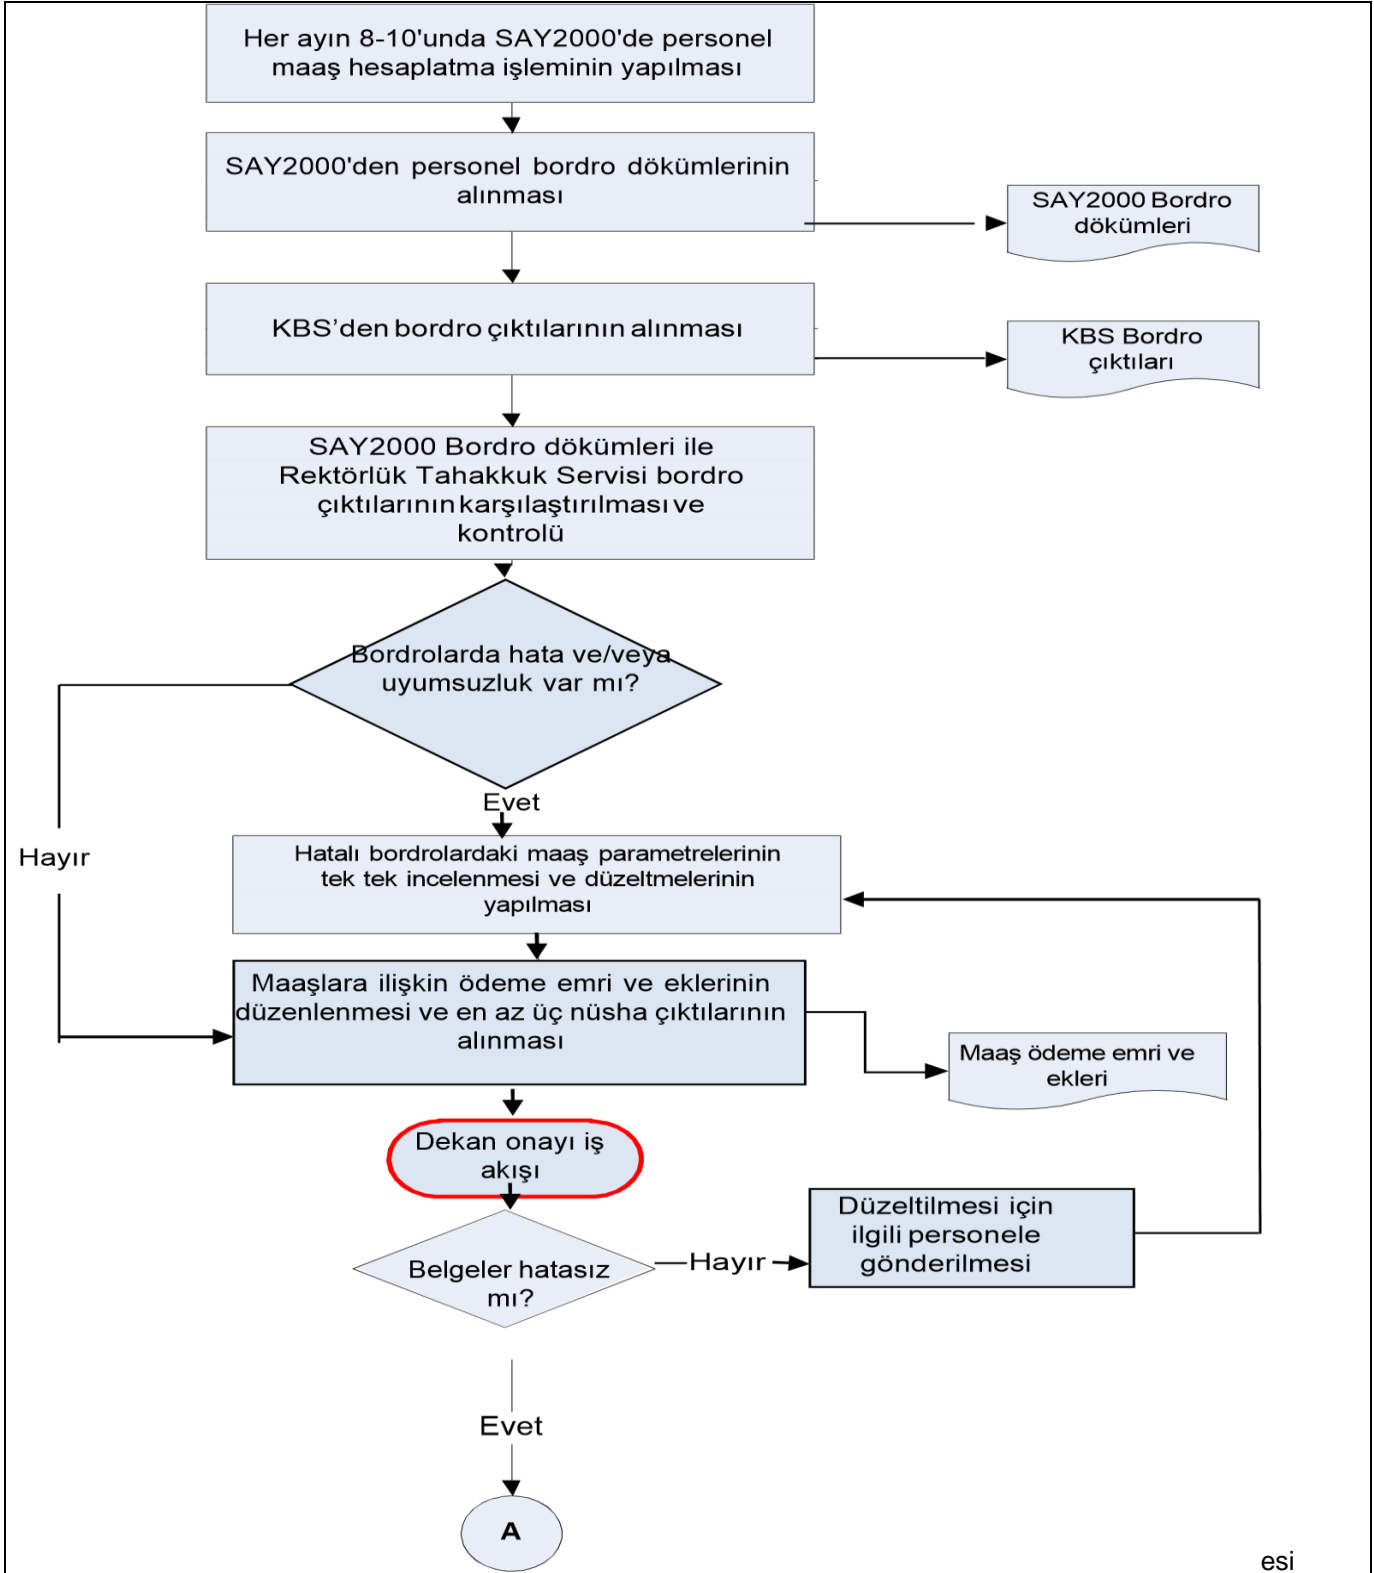 Her ayın 8-10'unda SAY2000'de personel
maaş hesaplatma işleminin yapılması
SAY2000'den personel bordro dökümlerinin
alınması
SAY2000 Bordro
dökümleri
KBS’den bordro çıktılarının alınması
KBS Bordro
çıktıları
SAY2000 Bordro dökümleri ile
Rektörlük Tahakkuk Servisi bordro
çıktılarının karşılaştırılması ve
kontrolü
Bordrolarda hata ve/veya
uyumsuzluk var mı?
Evet
Hayır
Hatalı bordrolardaki maaş parametrelerinin
tek tek incelenmesi ve düzeltmelerinin
yapılması
Maaşlara ilişkin ödeme emri ve eklerinin
düzenlenmesi ve en az üç nüsha çıktılarının
alınması
Maaş ödeme emri ve
ekleri
Dekan onayı iş
akışı
Belgeler hatasız
mı?
Hayır
Düzeltilmesi için
ilgili personele
gönderilmesi
Evet
A
esi